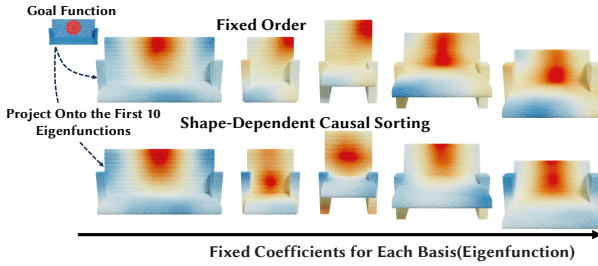 Goal Function
Fixed Order
Project Onto the First 10
Eigenfunctions
Shape-Dependent Causal Sorting
Fixed Coefficients for Each Basis(Eigenfunction)